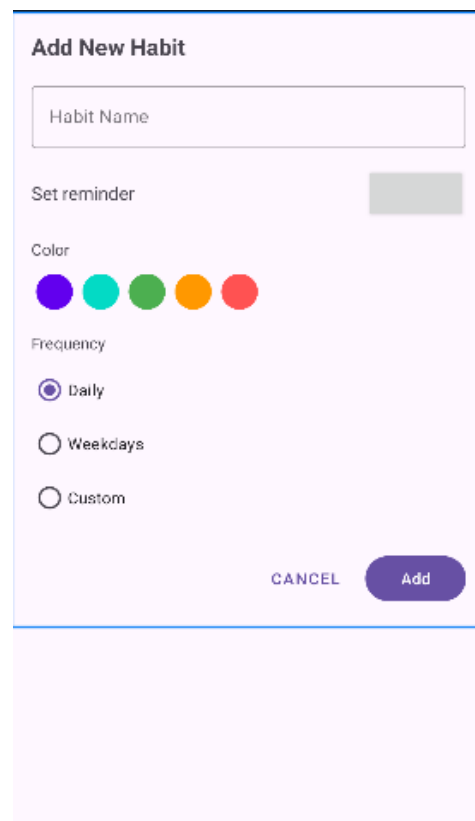 Add New Habit
Habit Name
Set reminder
Color
Frequency
Daily
Weekdays
Custom
CANCEL Add